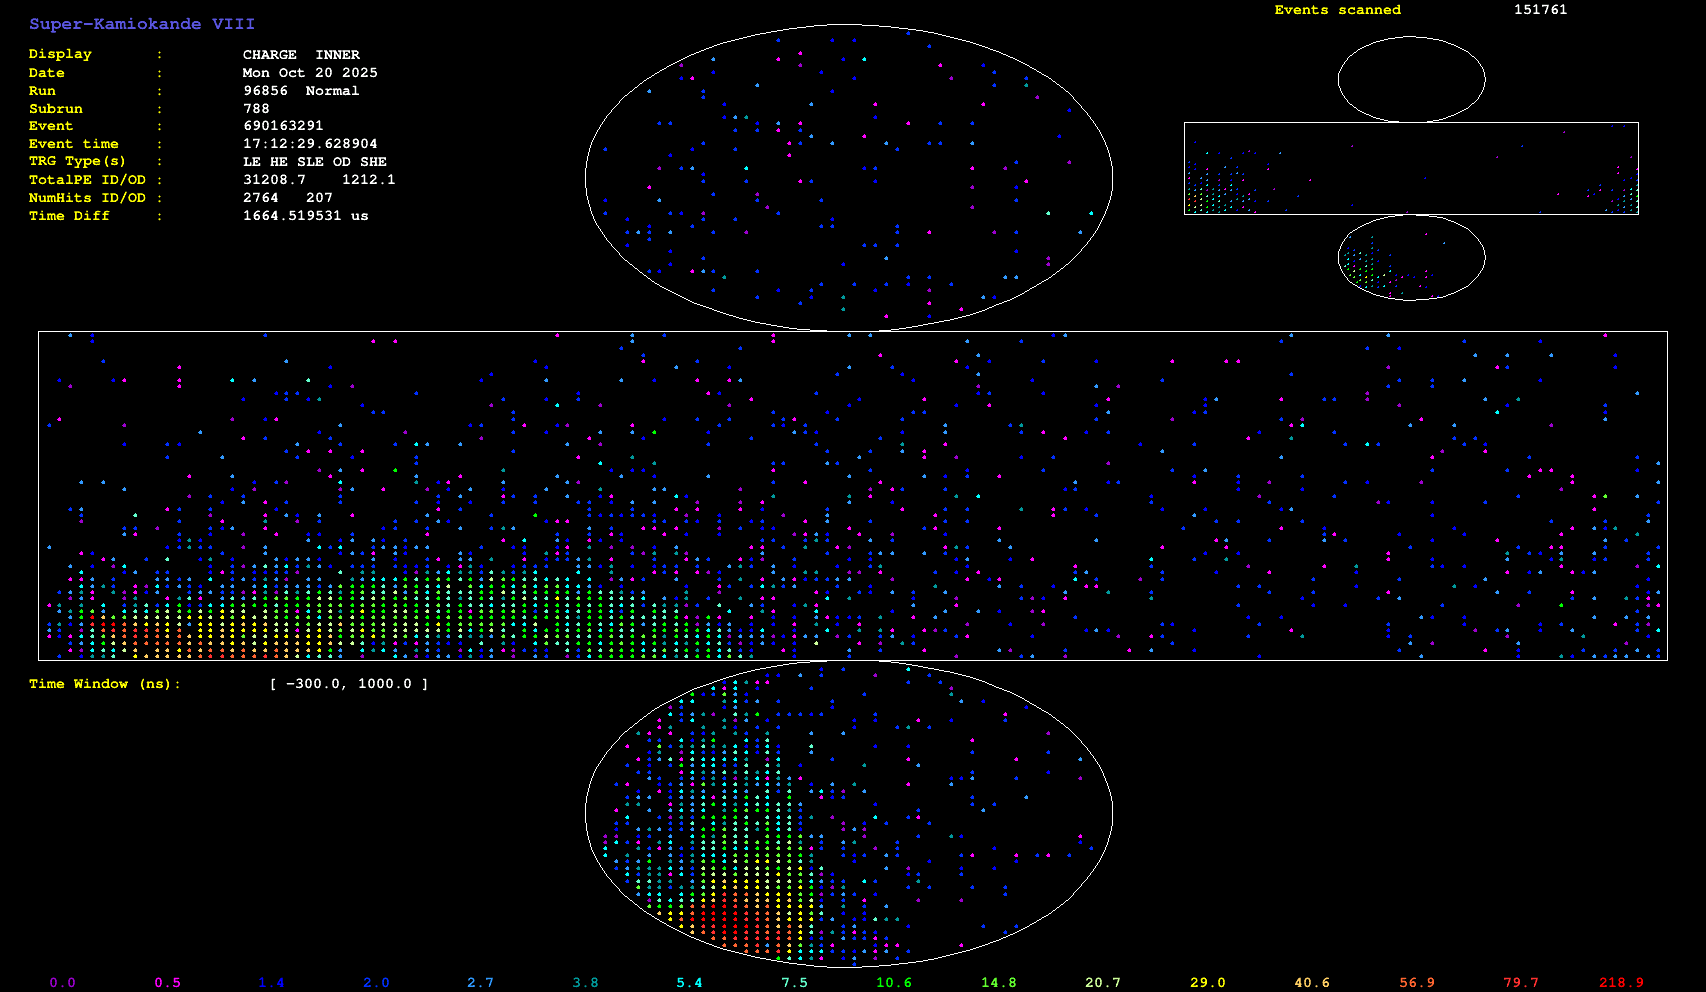 Super-Kamiokande VIII
Display : CHARGE INNER
Date : Mon Oct 20 2025
Run : 96856 Normal
Subrun : 788
Event : 690163291
Event time : 17:12:29.628904
TRG Type(s) : LE HE SLE OD SHE
TotalPE ID/OD : 31208.7 1212.1
NumHits ID/OD : 2764 207
Time Diff : 1664.519531 us
Events scanned 151761
Time Window (ns): [ -300.0, 1000.0 ]
0.0 0.5 1.4 2.0 2.7 3.8 5.4 7.5 10.6 14.8 20.7 29.0 40.6 56.9 79.7 218.9